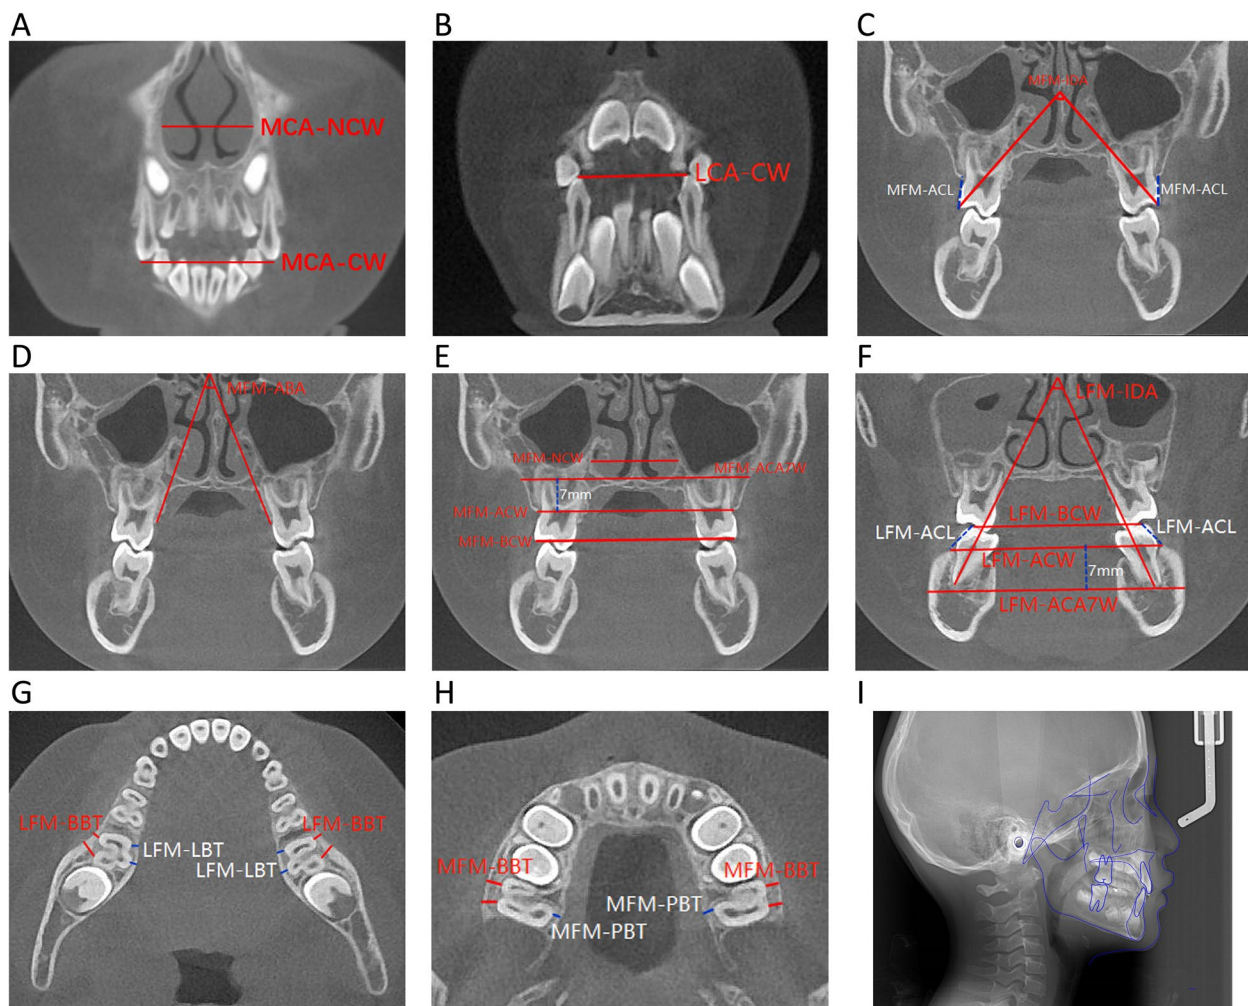 A
MCA-NCW
MCA-CW
B
LCA-CW
C
MFM-IDA
MFM-ACL
MFM-ACL
D
MFM-ABA
E
MFM-NCW
MFM-ACA7W
7mm
MFM-ACW
MFM-BCW
F
LFM-IDA
LFM-BCW
LFM-ACL
LFM-ACL
LFM-ACW
7mm
LFM-ACA7W
G
LFM-BBT
LFM-BBT
LFM-LBT
LFM-LBT
H
MFM-BBT
MFM-BBT
MFM-PBT
MFM-PBT
I